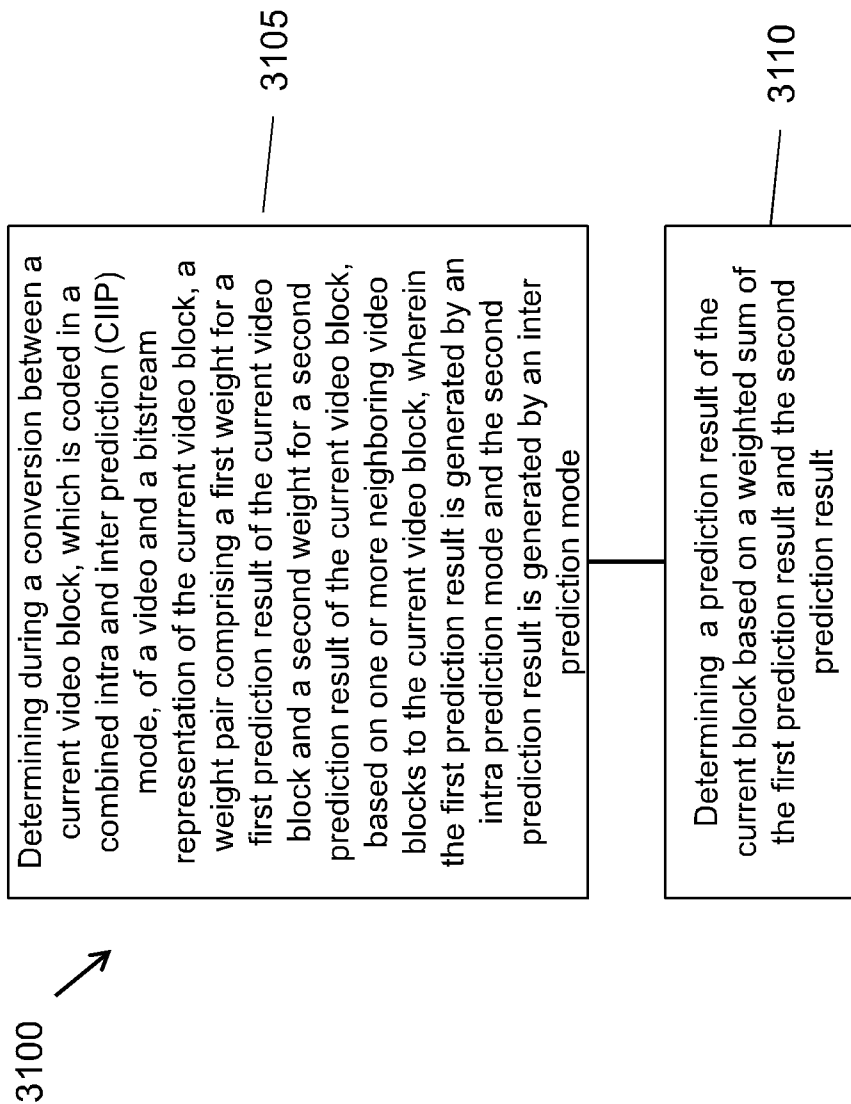 3100
Determining during a conversion between a
current video block, which is coded in a
combined intra and inter prediction (CIIP)
mode, of a video and a bitstream
representation of the current video block, a
weight pair comprising a first weight for a
first prediction result of the current video
block and a second weight for a second
prediction result of the current video block,
based on one or more neighboring video
blocks to the current video block, wherein
the first prediction result is generated by an
intra prediction mode and the second
prediction result is generated by an inter
prediction mode
3105
Determining a prediction result of the
current block based on a weighted sum of
the first prediction result and the second
prediction result
3110